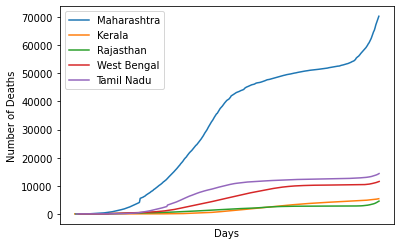 Maharashtra
Kerala
Rajasthan
West Bengal
Tamil Nadu
70000
60000
50000
40000
30000
20000
10000
0
Number of Deaths
Days